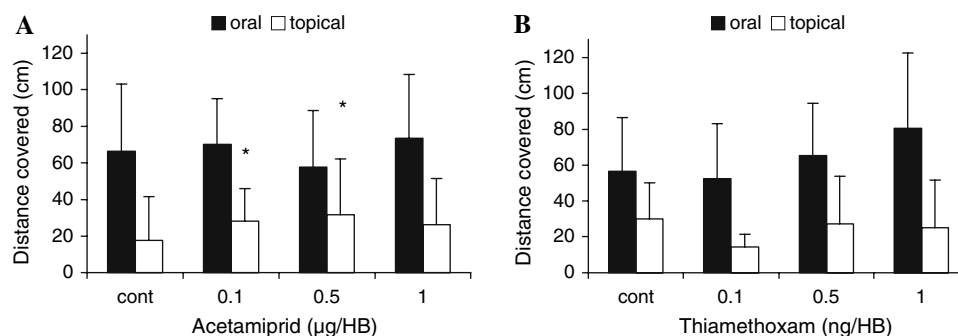 A
■ oral □ topical
Distance covered (cm)
120
100
80
60
40
20
0
*
*
cont 0.1 0.5 1
Acetamiprid (µg/HB)
B
■ oral □ topical
Distance covered (cm)
120
100
80
60
40
20
0
cont 0.1 0.5 1
Thiamethoxam (ng/HB)